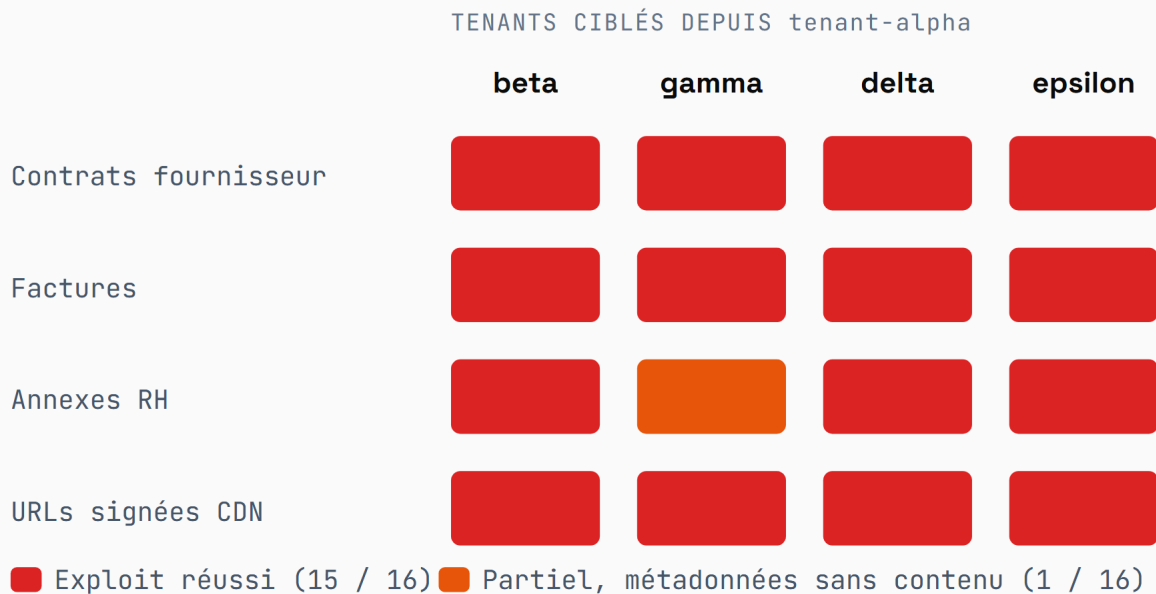 TENANTS CIBLÉS DEPUIS tenant-alpha
beta gamma delta epsilon
Contrats fournisseur
Factures
Annexes RH
URLs signées CDN
Exploit réussi (15 / 16) Partiel, métadonnées sans contenu (1 / 16)